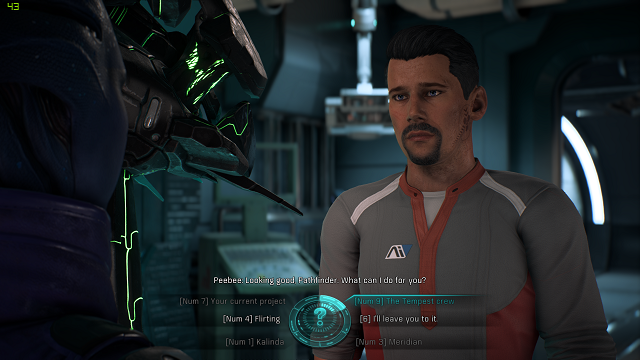 43
Peebee: Looking good, Pathfinder. What can I do for you?
[Num 7] Your current project
[Num 9] The Tempest crew
[Num 4] Flirting
?
[6] I'll leave you to it.
[Num 1] Kalinda
[Num 3] Meridian